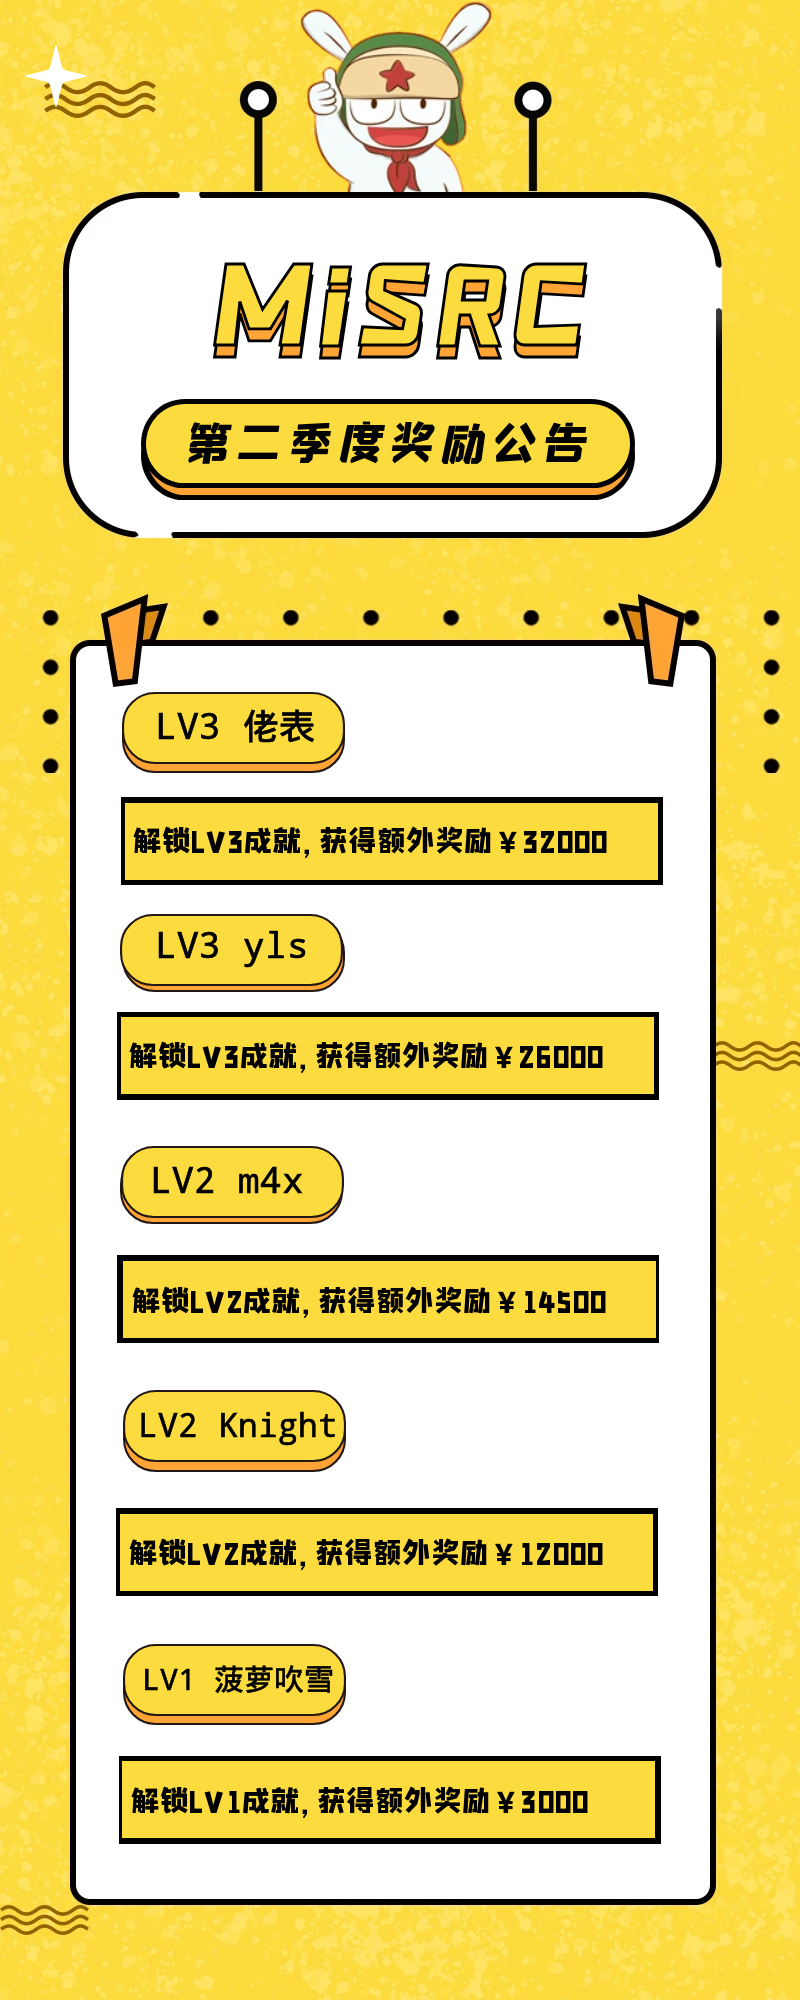 MiSRC
第二季度奖励公告
LV3 佬表
解锁LV3成就,获得额外奖励￥32000
LV3 yls
解锁LV3成就,获得额外奖励￥26000
LV2 m4x
解锁LV2成就,获得额外奖励￥14500
LV2 Knight
解锁LV2成就,获得额外奖励￥12000
LV1 菠萝吹雪
解锁LV1成就,获得额外奖励￥3000